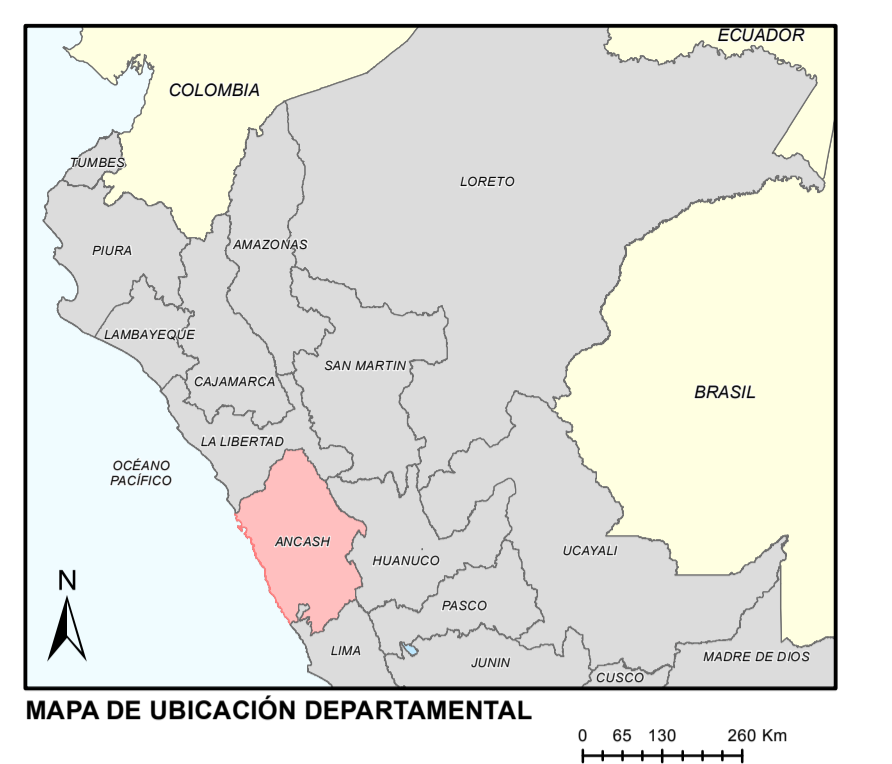 ECUADOR
COLOMBIA
TUMBES
LORETO
AMAZONAS
PIURA
LAMBAYEQUE
SAN MARTIN
CAJAMARCA
BRASIL
LA LIBERTAD
OCÉANO
PACÍFICO
ANCASH
HUANUCO
UCAYALI
N
PASCO
LIMA
JUNIN
MADRE DE DIOS
CUSCO
MAPA DE UBICACIÓN DEPARTAMENTAL
0 65 130 260 Km